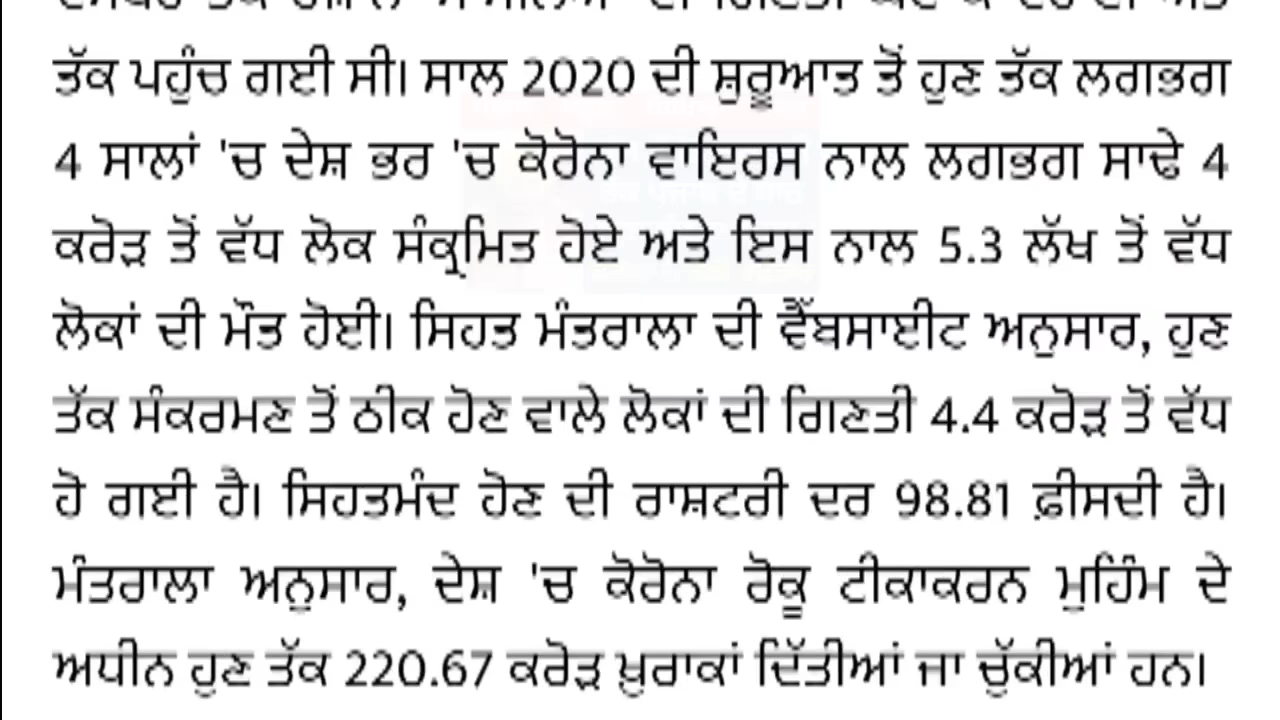 ਤੱਕ ਪਹੁੰਚ ਗਈ ਸੀ। ਸਾਲ 2020 ਦੀ ਸ਼ੁਰੂਆਤ ਤੋਂ ਹੁਣ ਤੱਕ ਲਗਭਗ
4 ਸਾਲਾਂ 'ਚ ਦੇਸ਼ ਭਰ 'ਚ ਕੋਰੋਨਾ ਵਾਇਰਸ ਨਾਲ ਲਗਭਗ ਸਾਢੇ 4
ਕਰੋੜ ਤੋਂ ਵੱਧ ਲੋਕ ਸੰਕ੍ਰਮਿਤ ਹੋਏ ਅਤੇ ਇਸ ਨਾਲ 5.3 ਲੱਖ ਤੋਂ ਵੱਧ
ਲੋਕਾਂ ਦੀ ਮੌਤ ਹੋਈ। ਸਿਹਤ ਮੰਤਰਾਲਾ ਦੀ ਵੈੱਬਸਾਈਟ ਅਨੁਸਾਰ, ਹੁਣ
ਤੱਕ ਸੰਕਰਮਣ ਤੋਂ ਠੀਕ ਹੋਣ ਵਾਲੇ ਲੋਕਾਂ ਦੀ ਗਿਣਤੀ 4.4 ਕਰੋੜ ਤੋਂ ਵੱਧ
ਹੋ ਗਈ ਹੈ। ਸਿਹਤਮੰਦ ਹੋਣ ਦੀ ਰਾਸ਼ਟਰੀ ਦਰ 98.81 ਫ਼ੀਸਦੀ ਹੈ।
ਮੰਤਰਾਲਾ ਅਨੁਸਾਰ, ਦੇਸ਼ 'ਚ ਕੋਰੋਨਾ ਰੋਕੂ ਟੀਕਾਕਰਨ ਮੁਹਿੰਮ ਦੇ
ਅਧੀਨ ਹੁਣ ਤੱਕ 220.67 ਕਰੋੜ ਖ਼ੁਰਾਕਾਂ ਦਿੱਤੀਆਂ ਜਾ ਚੁੱਕੀਆਂ ਹਨ।